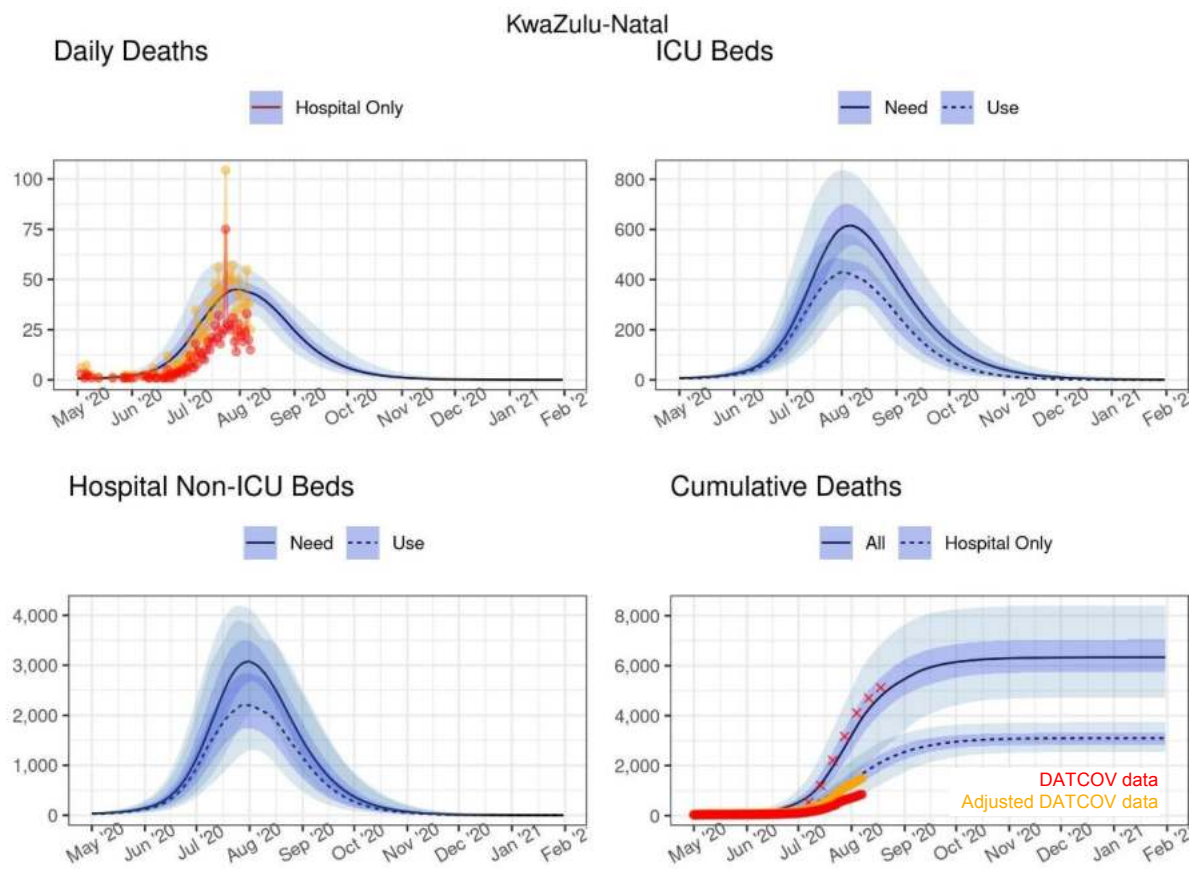 KwaZulu-Natal
Daily Deaths
Hospital Only
100
75
50
25
0
May '20 Jun '20 Jul '20 Aug '20 Sep '20 Oct '20 Nov '20 Dec '20 Jan '21 Feb '2
ICU Beds
Need Use
800
600
400
200
0
May '20 Jun '20 Jul '20 Aug '20 Sep '20 Oct '20 Nov '20 Dec '20 Jan '21 Feb '2
Hospital Non-ICU Beds
Need Use
4,000
3,000
2,000
1,000
0
May '20 Jun '20 Jul '20 Aug '20 Sep '20 Oct '20 Nov '20 Dec '20 Jan '21 Feb '2
Cumulative Deaths
All Hospital Only
8,000
6,000
4,000
2,000
0
DATCOV data
Adjusted DATCOV data
May '20 Jun '20 Jul '20 Aug '20 Sep '20 Oct '20 Nov '20 Dec '20 Jan '21 Feb '2